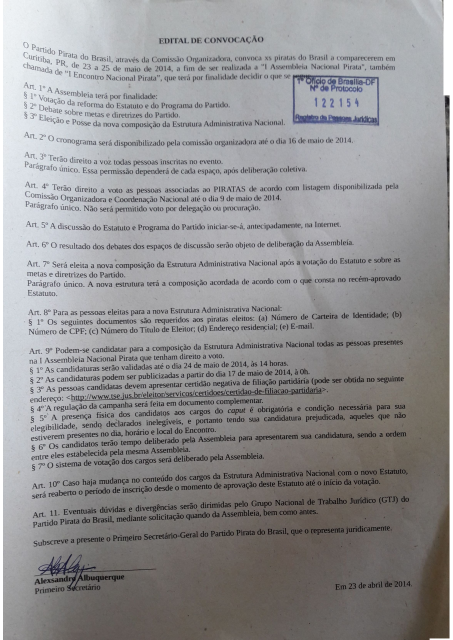 EDITAL DE CONVOCAÇÃO
O Partido Pirata do Brasil, através da Comissão Organizadora, convoca xs piratas do Brasil a comparecerem em
Curitiba, PR, de 23 a 25 de maio de 2014, a fim de ser realizada a "I Assembleia Nacional Pirata", também
chamada de "I Encontro Nacional Pirata", que terá por finalidade decidir o que se
1º Ofício de Brasília-DF
Nº de Protocolo
122154
Registro de Pessoas Jurídicas
Art. 1º A Assembleia terá por finalidade:
§ 1º Votação da reforma do Estatuto e do Programa do Partido.
§ 2º Debate sobre metas e diretrizes do Partido.
§ 3º Eleição e Posse da nova composição da Estrutura Administrativa Nacional.
Art. 2º O cronograma será disponibilizado pela comissão organizadora até o dia 16 de maio de 2014.
Art. 3º Terão direito a voz todas pessoas inscritas no evento.
Parágrafo único. Essa permissão dependerá de cada espaço, após deliberação coletiva.
Art. 4º Terão direito a voto as pessoas associadas ao PIRATAS de acordo com listagem disponibilizada pela
Comissão Organizadora e Coordenação Nacional até o dia 9 de maio de 2014.
Parágrafo único. Não será permitido voto por delegação ou procuração.
Art. 5º A discussão do Estatuto e Programa do Partido iniciar-se-á, antecipadamente, na Internet.
Art. 6º O resultado dos debates dos espaços de discussão serão objeto de deliberação da Assembleia.
Art. 7º Será eleita a nova composição da Estrutura Administrativa Nacional após a votação do Estatuto e sobre as
metas e diretrizes do Partido.
Parágrafo único. A nova estrutura terá a composição acordada de acordo com o que consta no recém-aprovado
Estatuto.
Art. 8º Para as pessoas eleitas para a nova Estrutura Administrativa Nacional:
§ 1º Os seguintes documentos são requeridos aos piratas eleitos: (a) Número de Carteira de Identidade; (b)
Número de CPF; (c) Número do Título de Eleitor; (d) Endereço residencial; (e) E-mail.
Art. 9º Podem-se candidatar para a composição da Estrutura Administrativa Nacional todas as pessoas presentes
na I Assembleia Nacional Pirata que tenham direito a voto.
§ 1º As candidaturas serão validadas até o dia 24 de maio de 2014, às 14 horas.
§ 2º As candidaturas podem ser publicizadas a partir do dia 17 de maio de 2014, à 0h.
§ 3º As pessoas candidatas devem apresentar certidão negativa de filiação partidária (pode ser obtida no seguinte
endereço: <http://www.tse.jus.br/eleitor/servicos/certidoes/certidao-de-filiacao-partidaria>.
§ 4º A regulação da campanha será feita em documento complementar.
§ 5º A presença física dos candidatos aos cargos do caput é obrigatória e condição necessária para sua
elegibilidade, sendo declarados inelegíveis, e portanto tendo sua candidatura prejudicada, aqueles que não
estiverem presentes no dia, horário e local do Encontro.
§ 6º Os candidatos terão tempo deliberado pela Assembleia para apresentarem sua candidatura, sendo a ordem
entre eles estabelecida pela mesma Assembleia.
§ 7º O sistema de votação dos cargos será deliberado pela Assembleia.
Art. 10º Caso haja mudança no conteúdo dos cargos da Estrutura Administrativa Nacional com o novo Estatuto,
será reaberto o período de inscrição desde o momento de aprovação deste Estatuto até o início da votação.
Art. 11. Eventuais dúvidas e divergências serão dirimidas pelo Grupo Nacional de Trabalho Jurídico (GTJ) do
Partido Pirata do Brasil, mediante solicitação quando da Assembleia, bem como antes.
Subscreve a presente o Primeiro Secretário-Geral do Partido Pirata do Brasil, que o representa juridicamente.
Alexsandro Albuquerque
Primeiro Secretário
Em 23 de abril de 2014.